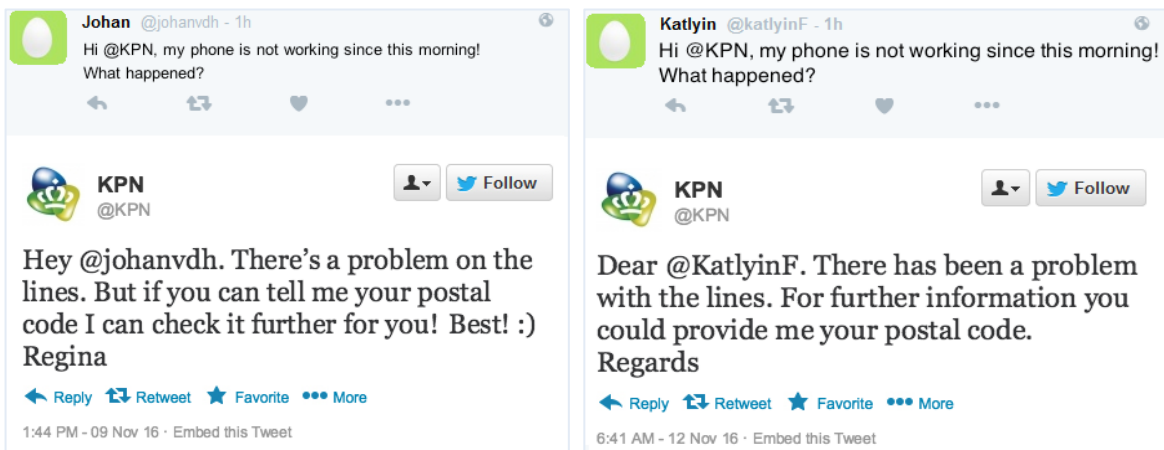 Johan @johanvdh - 1h
Hi @KPN, my phone is not working since this morning!
What happened?
KPN
@KPN
Follow
Hey @johanvdh. There's a problem on the
lines. But if you can tell me your postal
code I can check it further for you! Best! :)
Regina
Reply Retweet Favorite More
1:44 PM - 09 Nov 16 · Embed this Tweet
Katlyin @katlyinF - 1h
Hi @KPN, my phone is not working since this morning!
What happened?
KPN
@KPN
Follow
Dear @KatlyinF. There has been a problem
with the lines. For further information you
could provide me your postal code.
Regards
Reply Retweet Favorite More
6:41 AM - 12 Nov 16 · Embed this Tweet